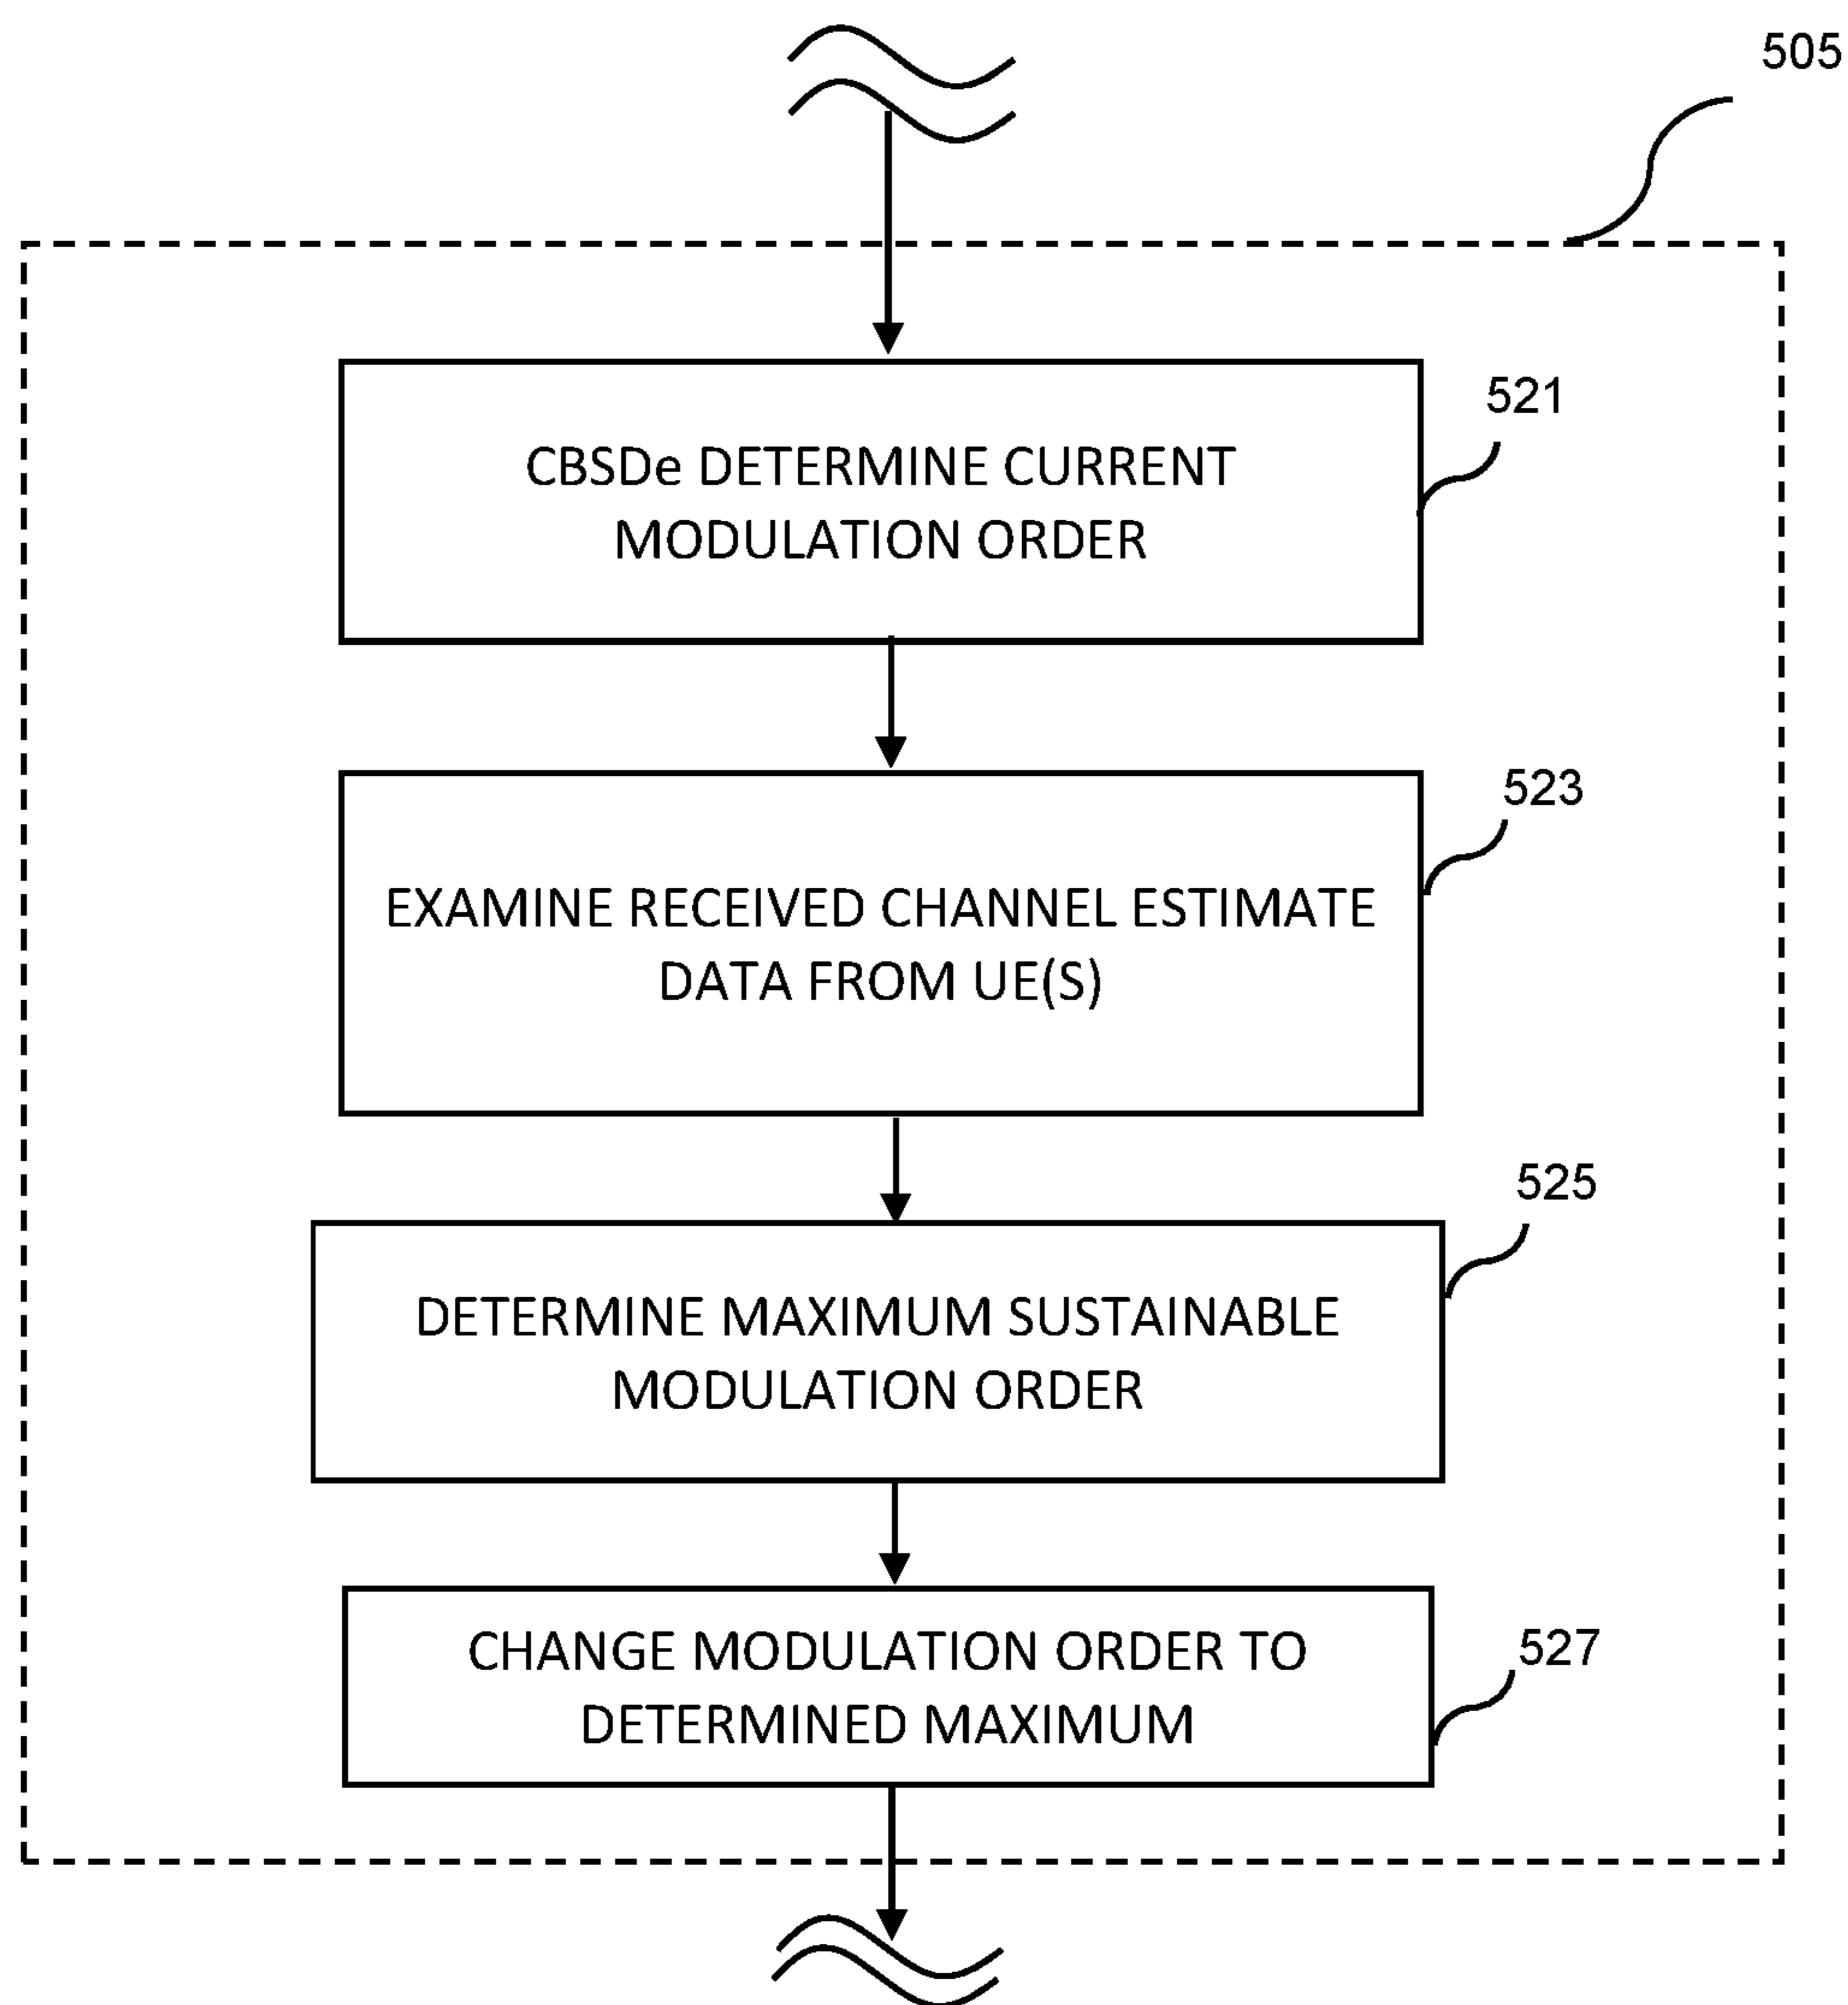 505
521
CBSDe DETERMINE CURRENT
MODULATION ORDER
523
EXAMINE RECEIVED CHANNEL ESTIMATE
DATA FROM UE(S)
525
DETERMINE MAXIMUM SUSTAINABLE
MODULATION ORDER
527
CHANGE MODULATION ORDER TO
DETERMINED MAXIMUM